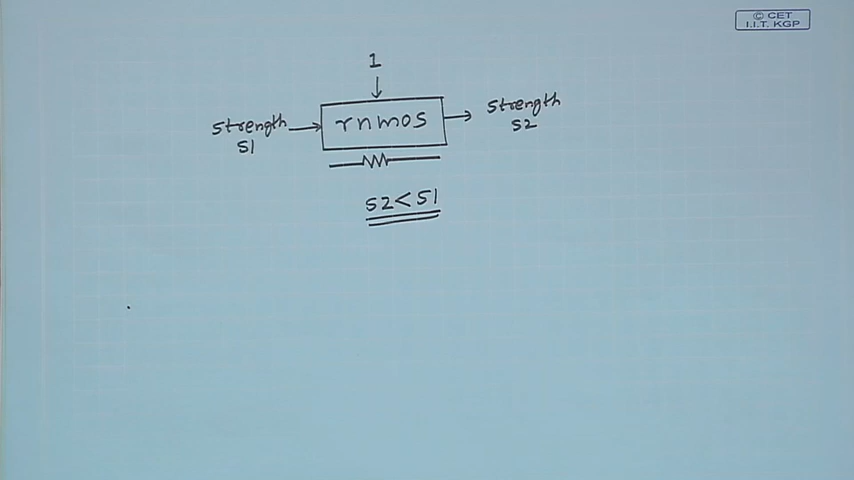 © CET
I.I.T. KGP
1
strength
S1
rnmos
strength
S2
S2 < S1